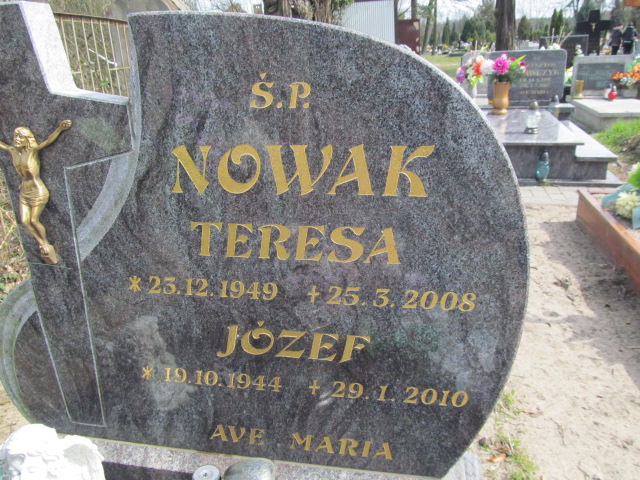 Ś.P.
NOWAK
TERESA
* 23.12.1949 + 25.3.2008
JÓZEF
* 19.10.1944 + 29.1.2010
AVE MARIA